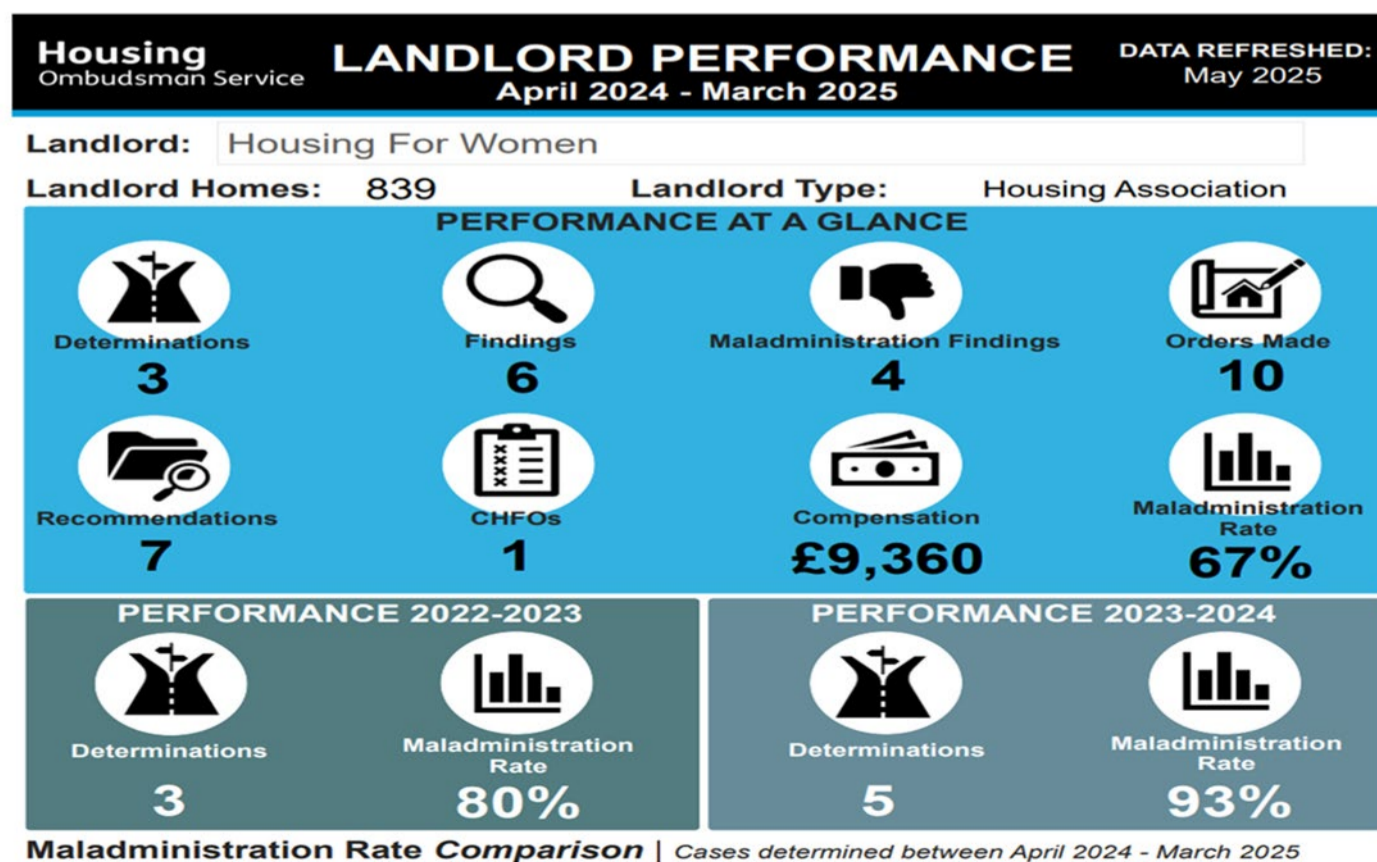 Housing
Ombudsman Service
LANDLORD PERFORMANCE
April 2024 - March 2025
DATA REFRESHED:
May 2025
Landlord: Housing For Women
Landlord Homes: 839 Landlord Type: Housing Association
PERFORMANCE AT A GLANCE
Determinations Findings Maladministration Findings Orders Made
3 6 4 10
Recommendations CHFOs Compensation Maladministration
Rate
7 1 £9,360 67%
PERFORMANCE 2022-2023
Determinations Maladministration
Rate
3 80%
PERFORMANCE 2023-2024
Determinations Maladministration
Rate
5 93%
Maladministration Rate Comparison | Cases determined between April 2024 - March 2025